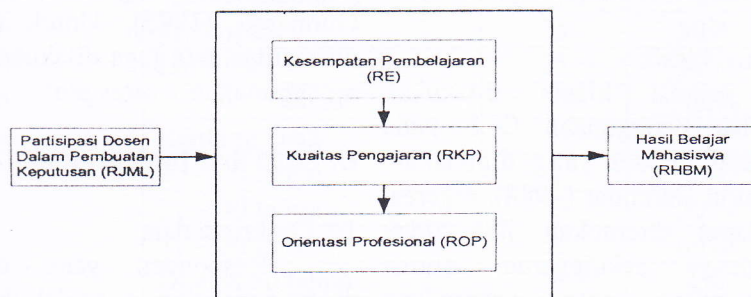 Kesempatan Pembelajaran
(RE)
Partisipasi Dosen
Dalam Pembuatan
Keputusan (RJML)
Kuaitas Pengajaran (RKP)
Hasil Belajar
Mahasiswa
(RHBM)
Orientasi Profesional (ROP)